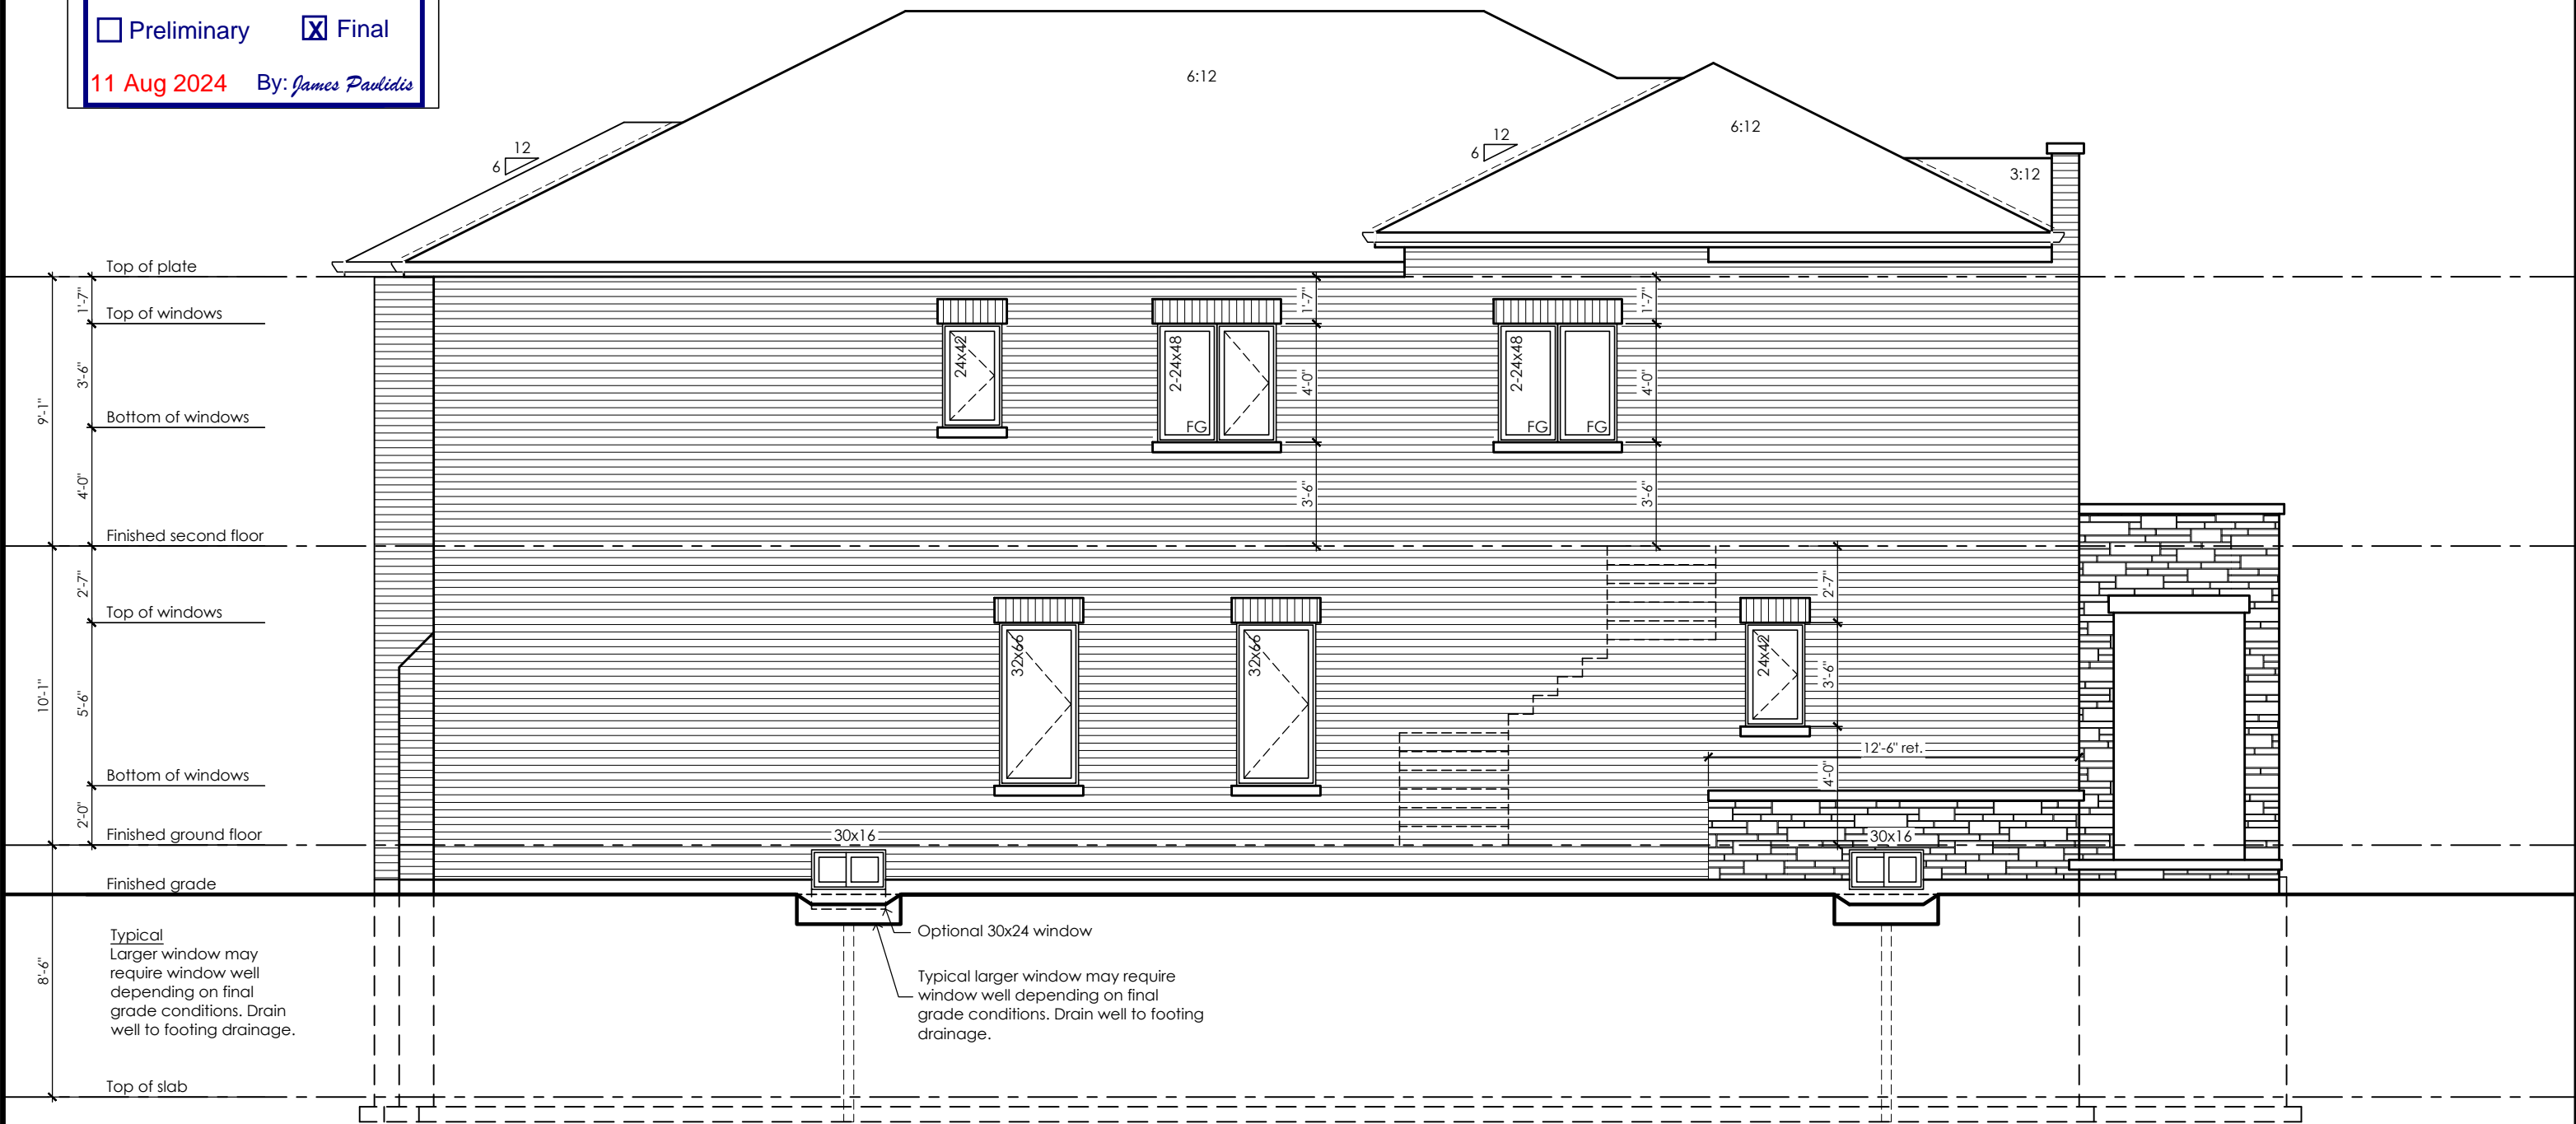 Preliminary
X Final
11 Aug 2024 By: James Pavlidis
6:12
12
6
12
6
6:12
3:12
Top of plate
1'-7"
Top of windows
3'-6"
9'-1"
Bottom of windows
4'-0"
Finished second floor
2'-7"
Top of windows
10'-1"
5'-6"
Bottom of windows
2'-0"
Finished ground floor
Finished grade
8'-6"
Top of slab
24x42
2-24x48
FG
1'-7"
4'-0"
3'-6"
2-24x48
FG
FG
1'-7"
4'-0"
3'-6"
32x66
32x66
2'-7"
24x42
3'-6"
12'-6" ret.
4'-0"
30x16
30x16
Typical
Larger window may
require window well
depending on final
grade conditions. Drain
well to footing drainage.
Optional 30x24 window
Typical larger window may require
window well depending on final
grade conditions. Drain well to footing
drainage.